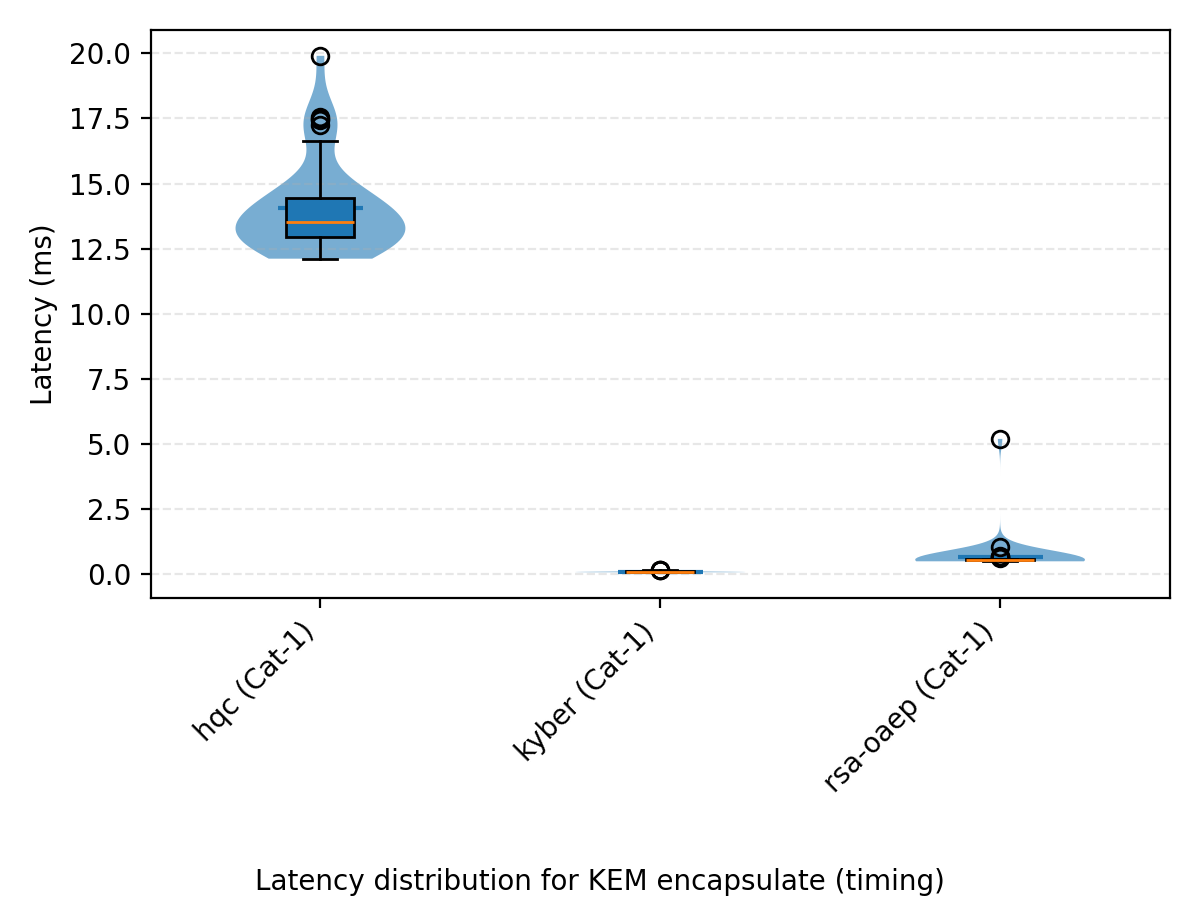 20.0
17.5
15.0
12.5
10.0
7.5
5.0
2.5
0.0
Latency (ms)
hqc (Cat-1)
kyber (Cat-1)
rsa-oaep (Cat-1)
Latency distribution for KEM encapsulate (timing)